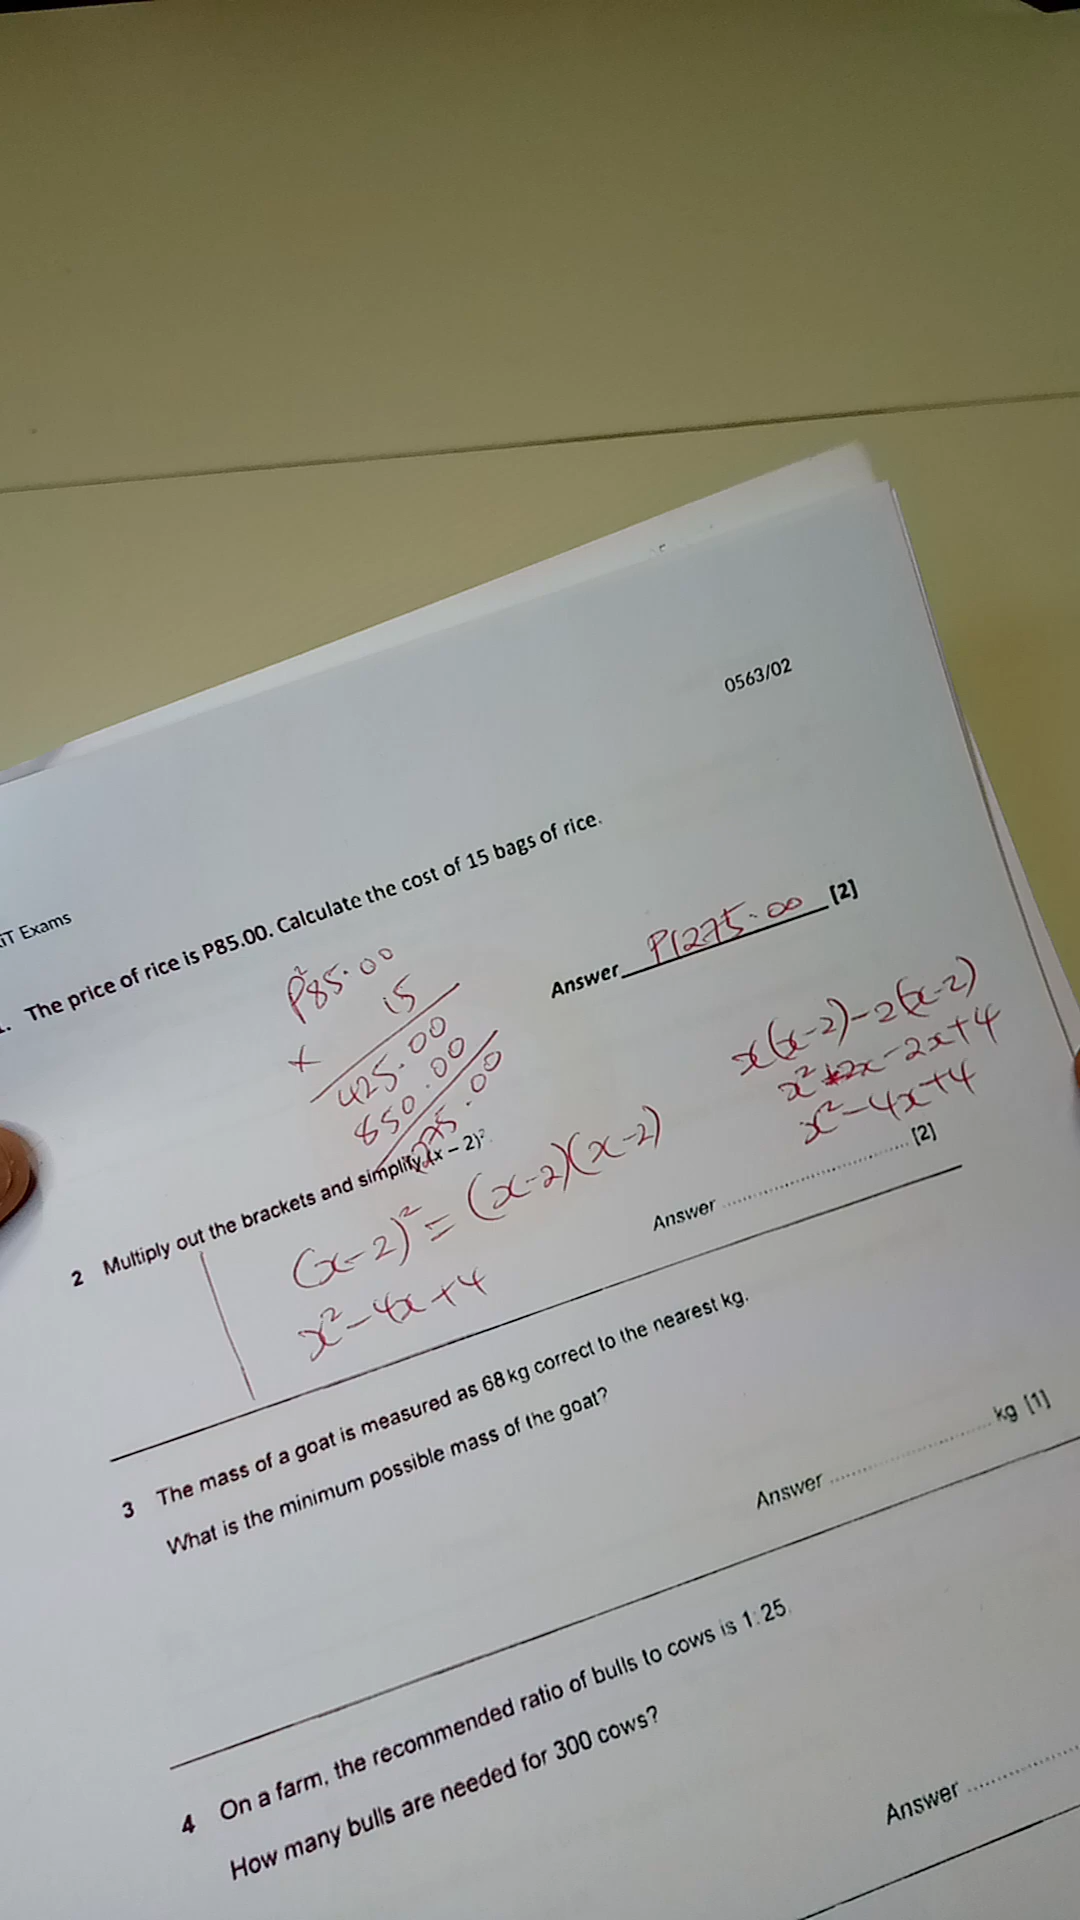 0563/02
iT Exams
. The price of rice is P85.00. Calculate the cost of 15 bags of rice.
P85.00
2
x 15
425.00
850.00
1275.00
Answer P1275.00 [2]
2 Multiply out the brackets and simplify (x – 2)².
(x-2)² = (x-2)(x-2)
x²-4x+4
x(x-2)-2(x-2)
x²-2x-2x+4
x²-4x+4
Answer .............................. [2]
3 The mass of a goat is measured as 68 kg correct to the nearest kg.
What is the minimum possible mass of the goat?
Answer .......................... kg [1]
4 On a farm, the recommended ratio of bulls to cows is 1:25.
How many bulls are needed for 300 cows?
Answer ..................